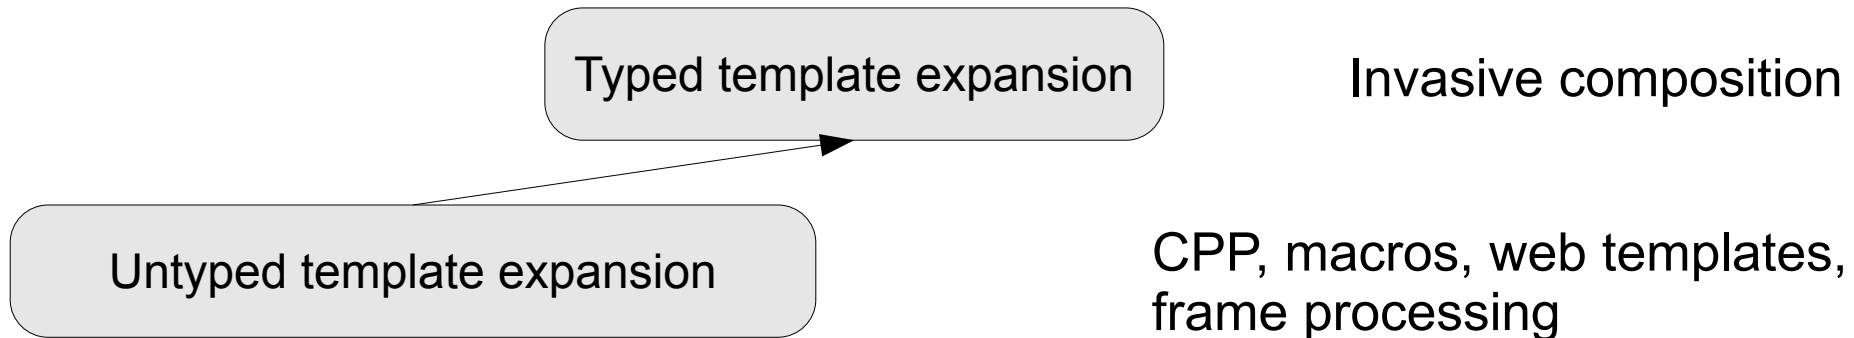 Typed template expansion
Invasive composition
Untyped template expansion
CPP, macros, web templates,
frame processing